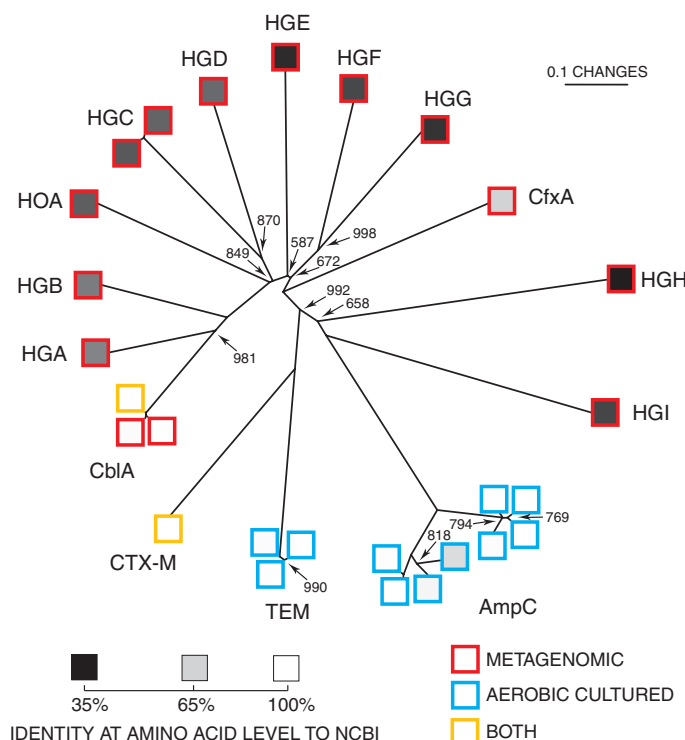 HGE
HGD
HGF
HGG
0.1 CHANGES
HGC
HOA
CfxA
870
998
587
849
672
HGB
992
658
HGH
HGA
981
HGI
CblA
CTX-M
794
769
818
990
TEM
AmpC
35%
65%
100%
IDENTITY AT AMINO ACID LEVEL TO NCBI
METAGENOMIC
AEROBIC CULTURED
BOTH